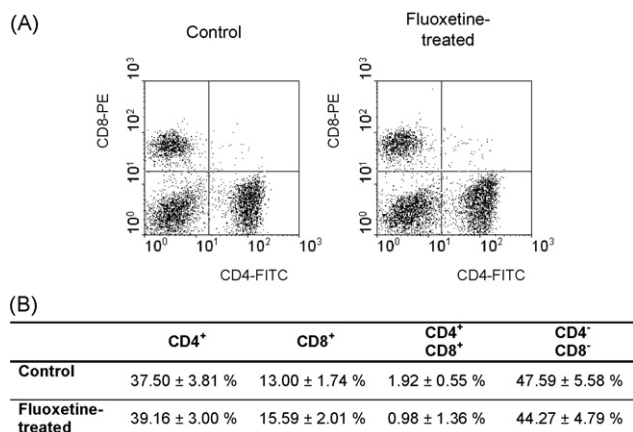 (A)
Control
Fluoxetine-
treated
CD8-PE
10³
10²
10¹
10⁰
10⁰ 10¹ 10² 10³
CD4-FITC
CD8-PE
10³
10²
10¹
10⁰
10⁰ 10¹ 10² 10³
CD4-FITC
(B)
CD4⁺ CD8⁺ CD4⁺ CD8⁺ CD4⁻ CD8⁻
Control
37.50 ± 3.81 % 13.00 ± 1.74 % 1.92 ± 0.55 % 47.59 ± 5.58 %
Fluoxetine-
treated
39.16 ± 3.00 % 15.59 ± 2.01 % 0.98 ± 1.36 % 44.27 ± 4.79 %